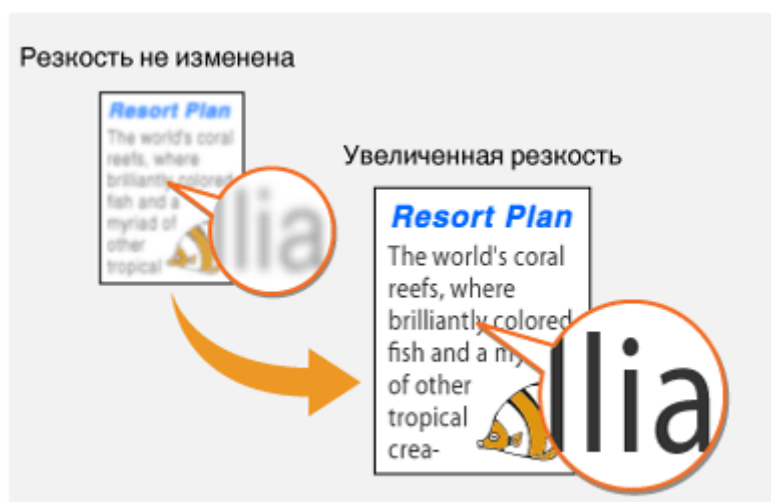 Резкость не изменена
Resort Plan
The world's coral
reefs, where
brilliantly colored
fish and a
myriad of
other
tropical
llia
Увеличенная резкость
Resort Plan
The world's coral
reefs, where
brilliantly colored
fish and a my
of other
tropical
crea-
llia